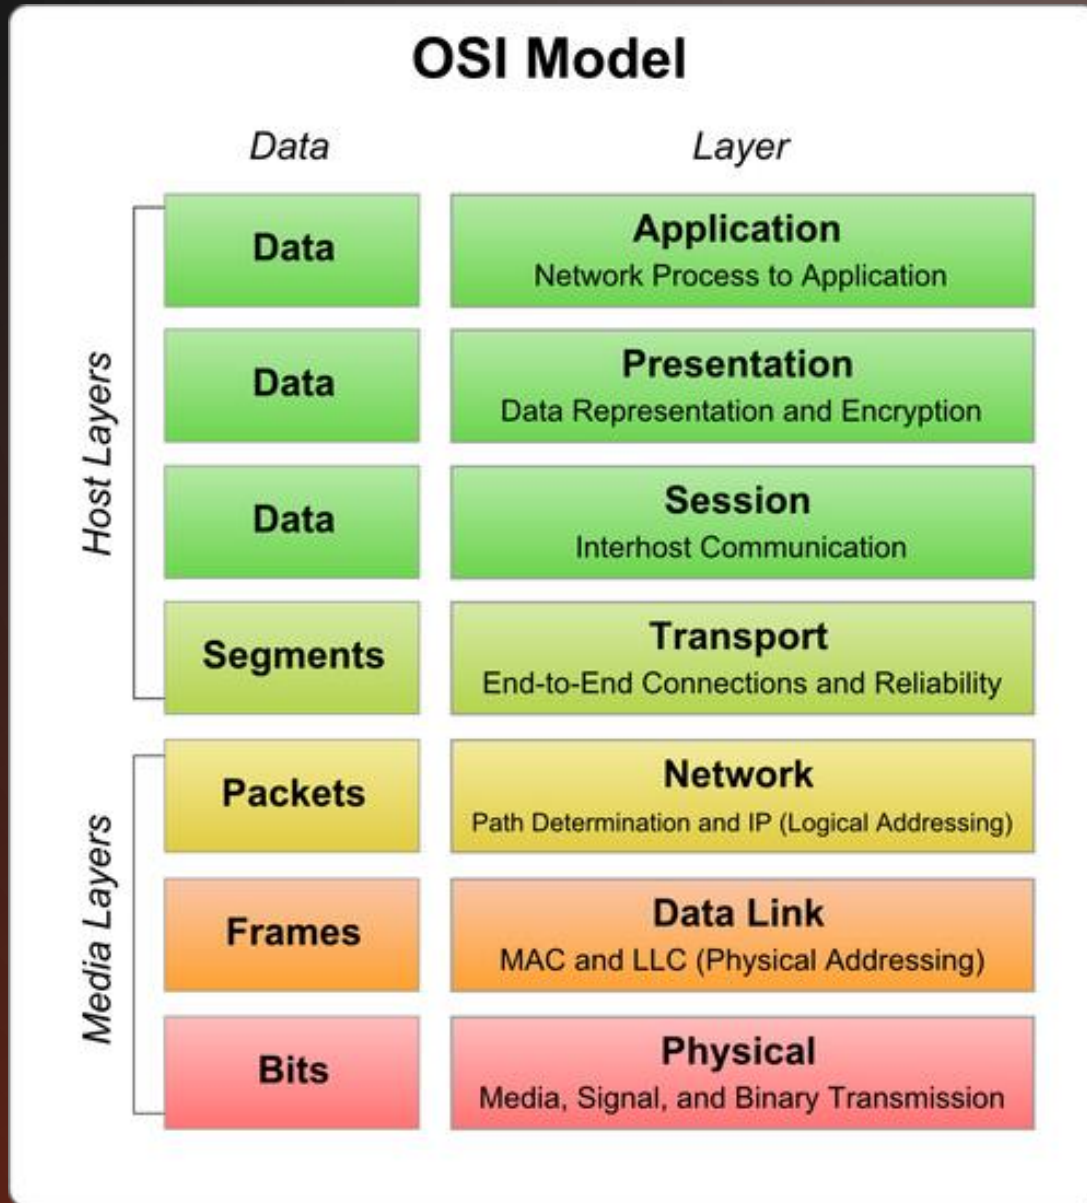 OSI Model
Data Layer
Host Layers
Data
Application
Network Process to Application
Data
Presentation
Data Representation and Encryption
Data
Session
Interhost Communication
Segments
Transport
End-to-End Connections and Reliability
Media Layers
Packets
Network
Path Determination and IP (Logical Addressing)
Frames
Data Link
MAC and LLC (Physical Addressing)
Bits
Physical
Media, Signal, and Binary Transmission